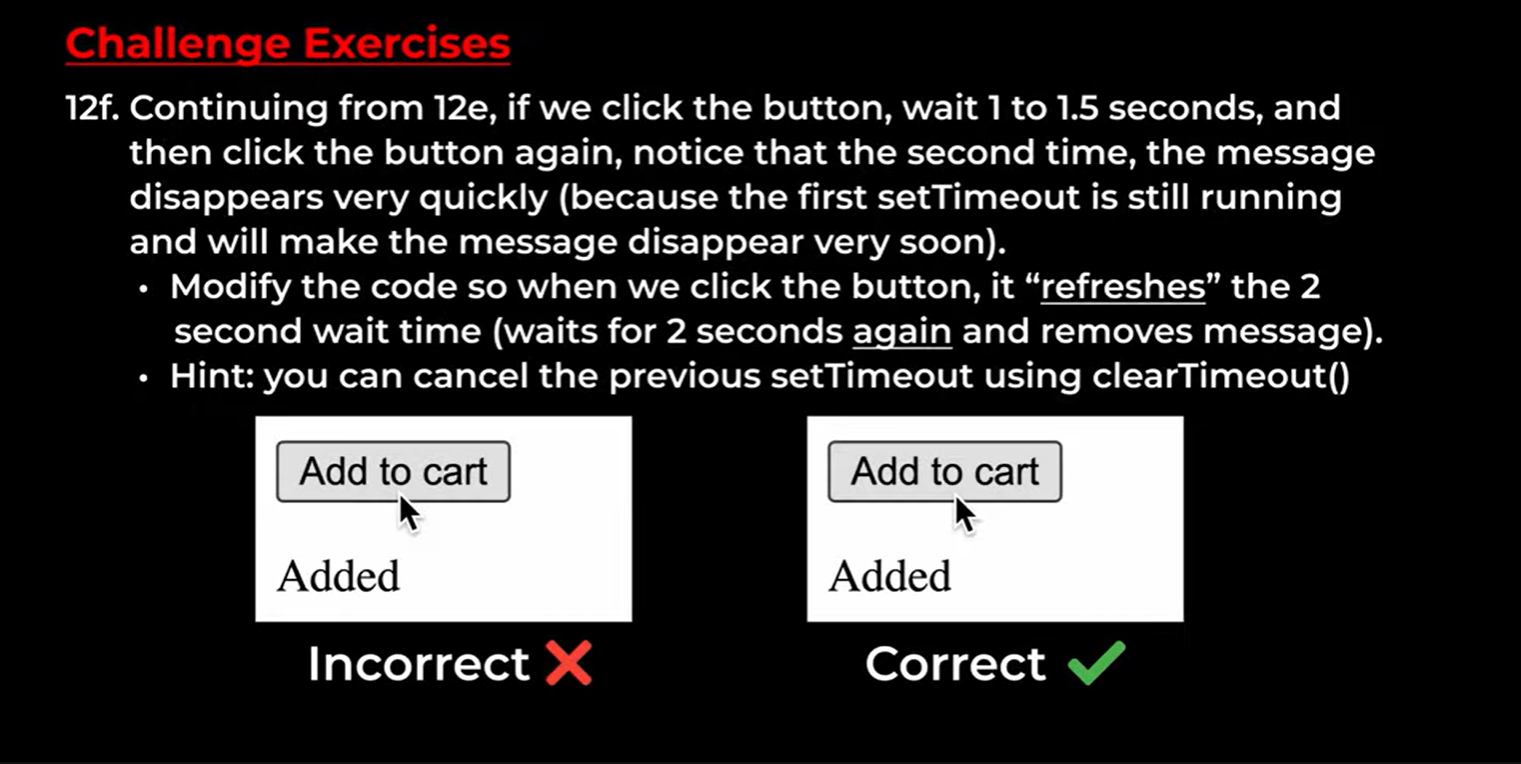 Challenge Exercises
12f. Continuing from 12e, if we click the button, wait 1 to 1.5 seconds, and
then click the button again, notice that the second time, the message
disappears very quickly (because the first setTimeout is still running
and will make the message disappear very soon).
• Modify the code so when we click the button, it “refreshes” the 2
second wait time (waits for 2 seconds again and removes message).
• Hint: you can cancel the previous setTimeout using clearTimeout()
Add to cart
Added
Incorrect ❌
Add to cart
Added
Correct ✔